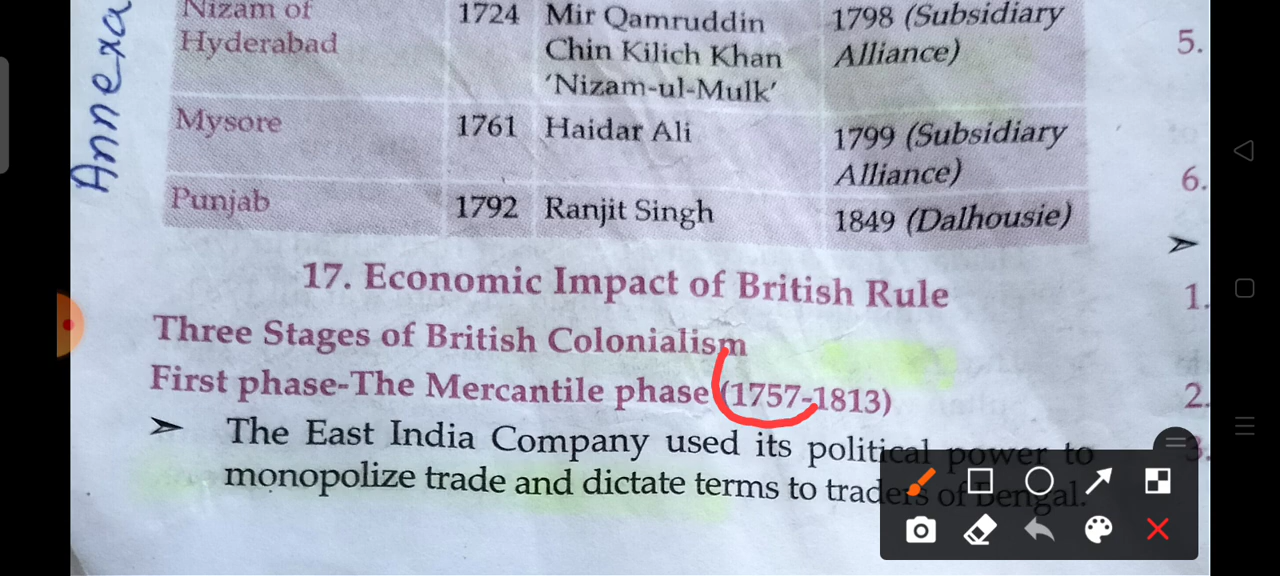 Annexa
Nizam of 1724 Mir Qamruddin 1798 (Subsidiary
Hyderabad Chin Kilich Khan Alliance)
'Nizam-ul-Mulk'
Mysore 1761 Haidar Ali 1799 (Subsidiary
Alliance)
Punjab 1792 Ranjit Singh 1849 (Dalhousie)
17. Economic Impact of British Rule
Three Stages of British Colonialism
First phase-The Mercantile phase (1757-1813)
➤ The East India Company used its political power to
monopolize trade and dictate terms to traders of Bengal.
5.
6.
➤
1.
2.
3.